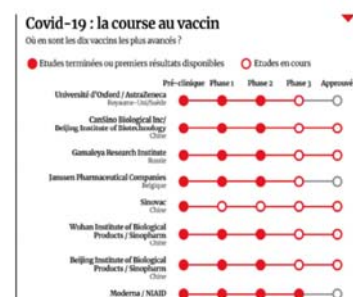 Covid-19 : la course au vaccin
Où en sont les dix vaccins les plus avancés ?
Etudes terminées ou premiers résultats disponibles Etudes en cours
Pré-clinique Phase 1 Phase 2 Phase 3 Approuvé
Université d'Oxford / AstraZeneca
Royaume-Uni/Suède
CanSino Biological Inc/
Beijing Institute of Biotechnology
Chine
Gamaleya Research Institute
Russie
Janssen Pharmaceutical Companies
Belgique
Sinovac
Chine
Wuhan Institute of Biological
Products / Sinopharm
Chine
Beijing Institute of Biological
Products / Sinopharm
Chine
Moderna / NIAID